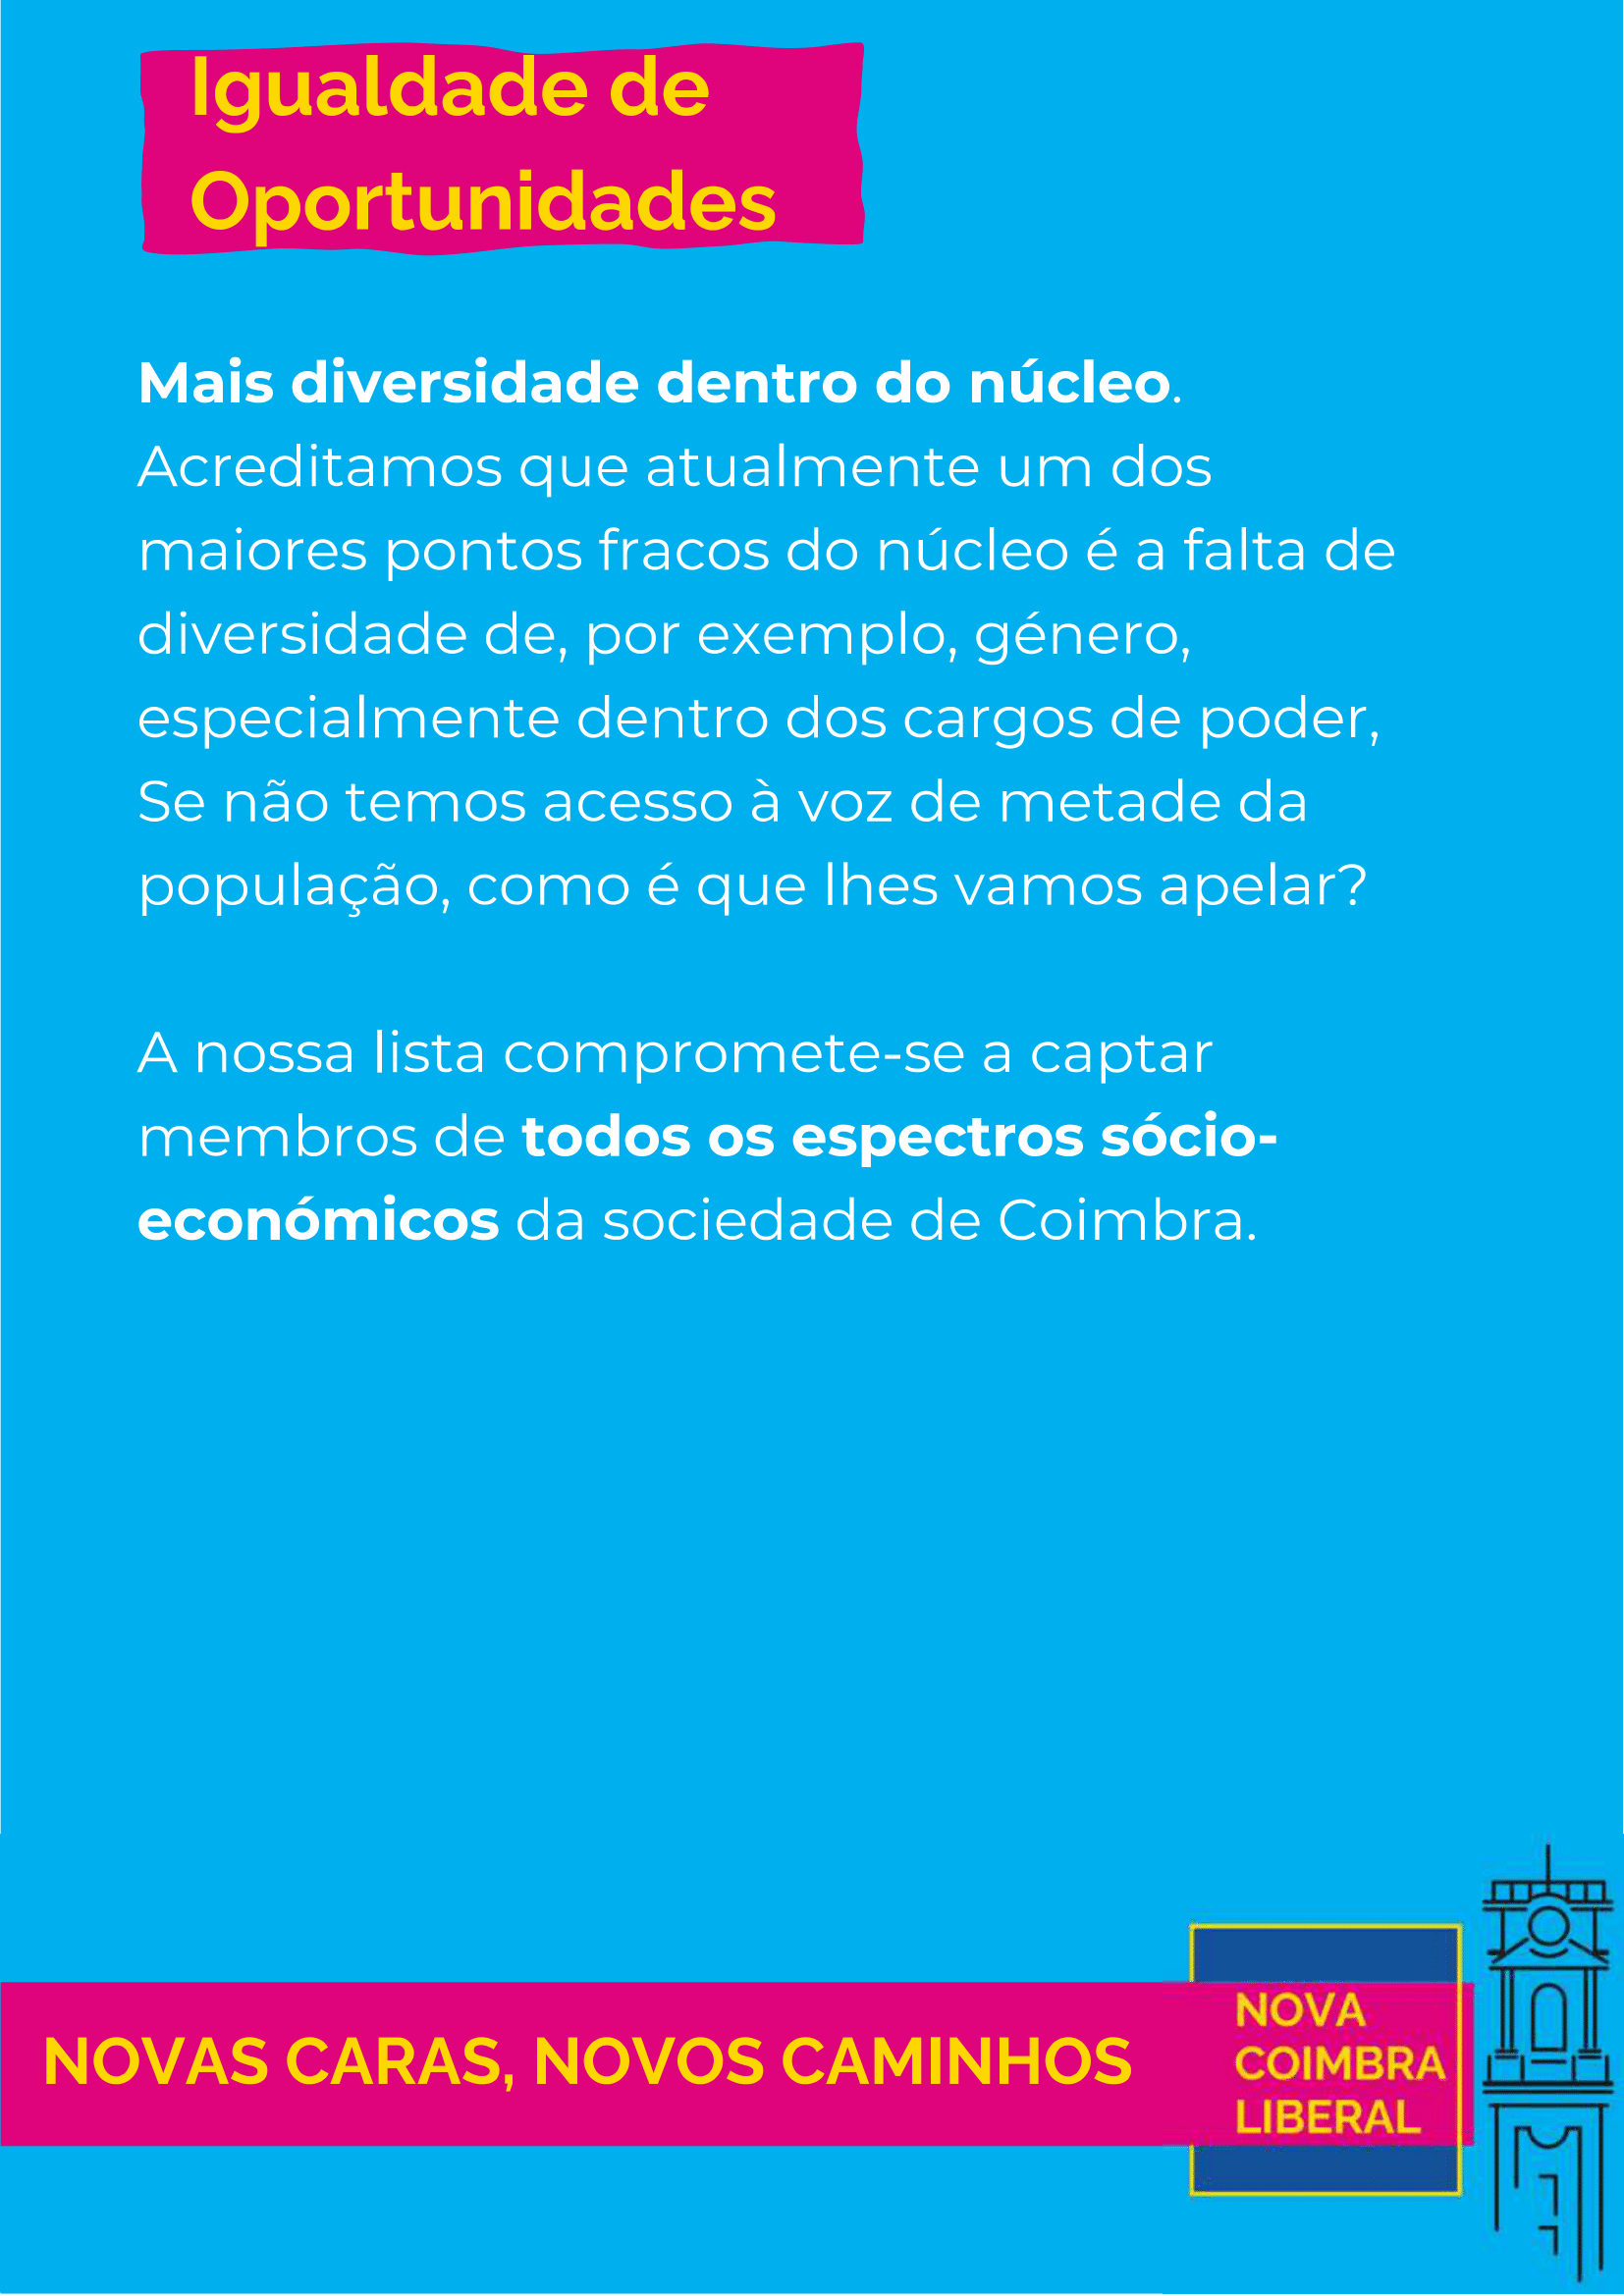 Igualdade de
Oportunidades
Mais diversidade dentro do núcleo.
Acreditamos que atualmente um dos
maiores pontos fracos do núcleo é a falta de
diversidade de, por exemplo, género,
especialmente dentro dos cargos de poder,
Se não temos acesso à voz de metade da
população, como é que lhes vamos apelar?
A nossa lista compromete-se a captar
membros de todos os espectros sócio-
económicos da sociedade de Coimbra.
NOVAS CARAS, NOVOS CAMINHOS
NOVA
COIMBRA
LIBERAL